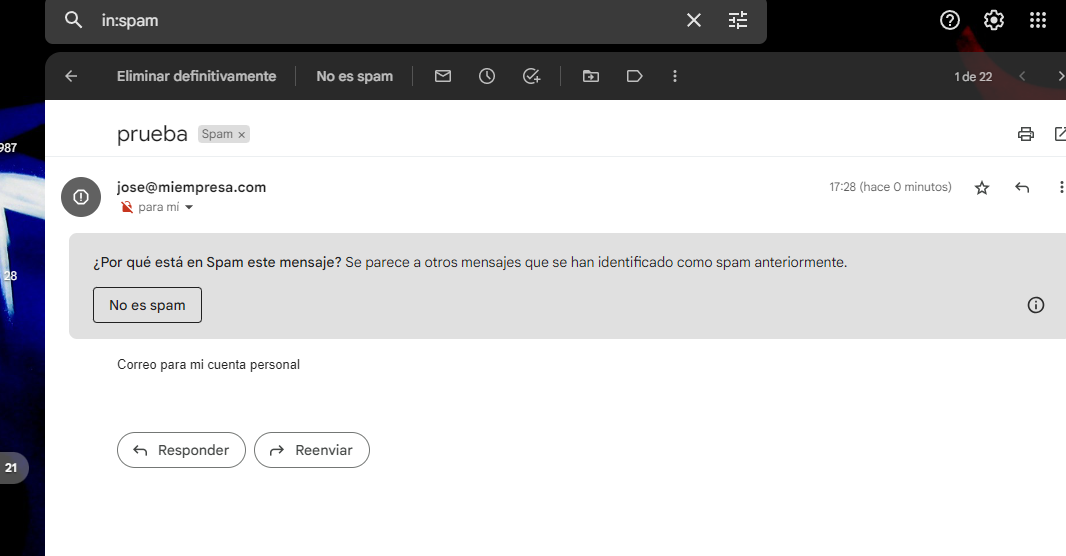 in:spam
Eliminar definitivamente No es spam 1 de 22
prueba Spam ×
987
jose@miempresa.com 17:28 (hace 0 minutos)
para mí
¿Por qué está en Spam este mensaje? Se parece a otros mensajes que se han identificado como spam anteriormente.
28
No es spam
Correo para mi cuenta personal
Responder Reenviar
21